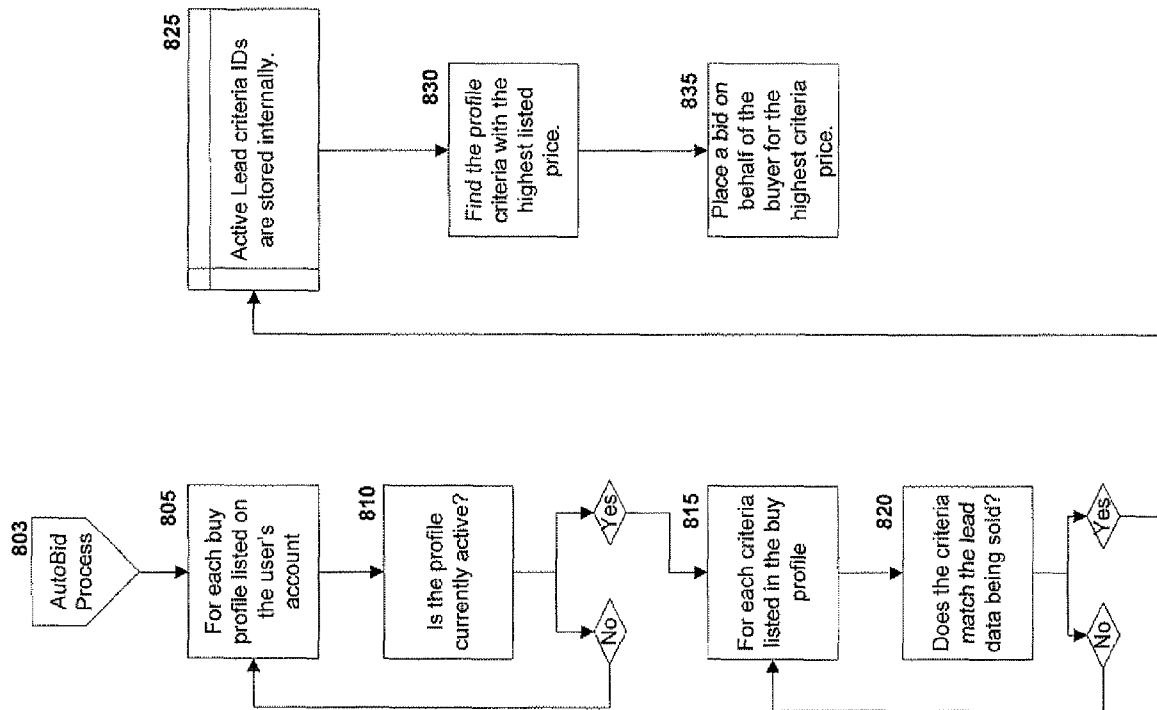 803
AutoBid
Process
805
For each buy
profile listed on
the user's
account
810
Is the profile
currently active?
No
Yes
815
For each criteria
listed in the buy
profile
820
Does the criteria
match the lead
data being sold?
No
Yes
825
Active Lead criteria IDs
are stored internally.
830
Find the profile
criteria with the
highest listed
price.
835
Place a bid on
behalf of the
buyer for the
highest criteria
price.